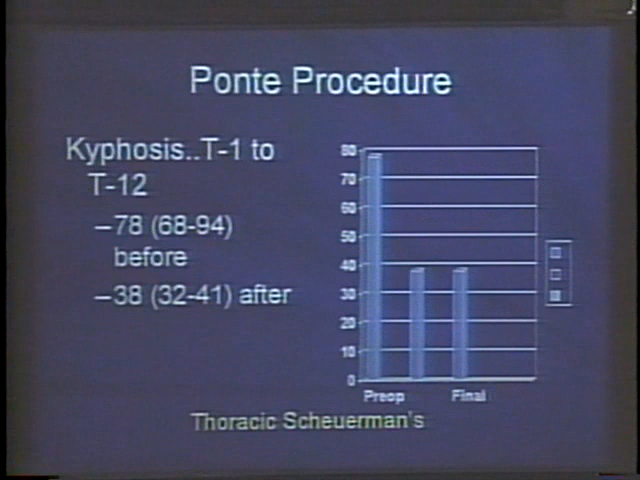 Ponte Procedure
Kyphosis..T-1 to
T-12
–78 (68-94)
before
–38 (32-41) after
80
70
60
50
40
30
20
10
0
Preop
Final
Thoracic Scheuerman's